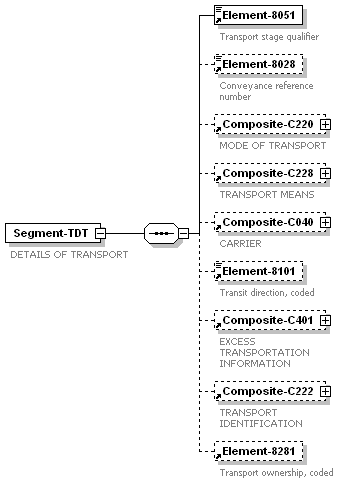 Element-8051
Transport stage qualifier
Element-8028
Conveyance reference
number
Composite-C220
MODE OF TRANSPORT
Composite-C228
TRANSPORT MEANS
Composite-C040
CARRIER
Segment-TDT
DETAILS OF TRANSPORT
Element-8101
Transit direction, coded
Composite-C401
EXCESS
TRANSPORTATION
INFORMATION
Composite-C222
TRANSPORT
IDENTIFICATION
Element-8281
Transport ownership, coded